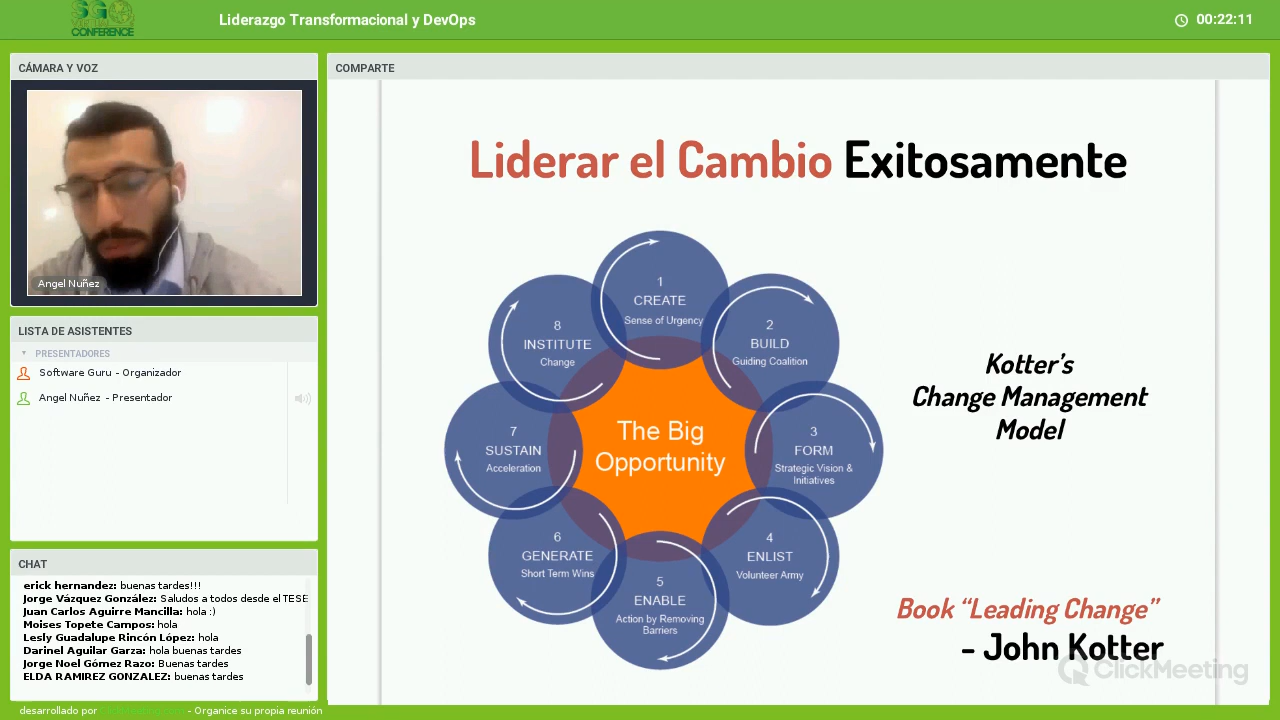 SG
VIRTUAL
CONFERENCE
Liderazgo Transformacional y DevOps
00:22:11
CÁMARA Y VOZ
Angel Nuñez
LISTA DE ASISTENTES
PRESENTADORES
Software Guru - Organizador
Angel Nuñez - Presentador
CHAT
erick hernandez: buenas tardes!!!
Jorge Vázquez González: Saludos a todos desde el TESE
Juan Carlos Aguirre Mancilla: hola :)
Moises Topete Campos: hola
Lesly Guadalupe Rincón López: hola
Darinel Aguilar Garza: hola buenas tardes
Jorge Noel Gómez Razo: Buenas tardes
ELDA RAMIREZ GONZALEZ: buenas tardes
desarrollado por
- Organice su propia reunión
COMPARTE
Liderar el Cambio Exitosamente
1
CREATE
Sense of Urgency
2
BUILD
Guiding Coalition
3
FORM
Strategic Vision &
Initiatives
4
ENLIST
Volunteer Army
5
ENABLE
Action by Removing
Barriers
6
GENERATE
Short Term Wins
7
SUSTAIN
Acceleration
8
INSTITUTE
Change
The Big
Opportunity
Kotter's
Change Management
Model
Book “Leading Change”
- John Kotter
ClickMeeting